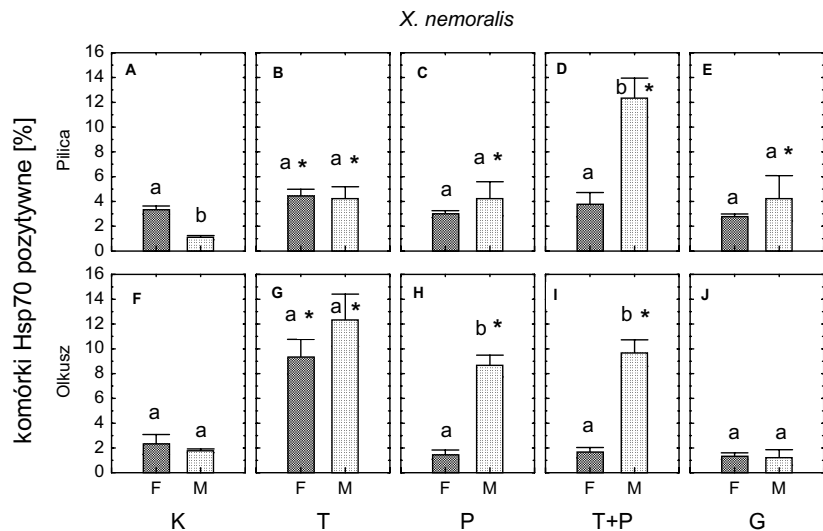 X. nemoralis
komórki Hsp70 pozytywne [%]
Pilica
16
14
12
10
8
6
4
2
0
A
a
b
B
a *
a *
C
a
a *
D
a
b *
E
a
a *
Olkusz
16
14
12
10
8
6
4
2
0
F
a
a
G
a *
a *
H
a
b *
I
a
b *
J
a
a
F M F M F M F M F M
K T P T+P G